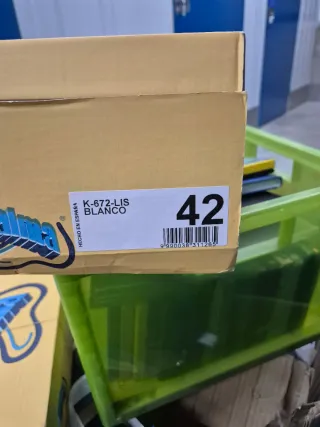 K-672-LIS
BLANCO
42
HECHO EN ESPAÑA